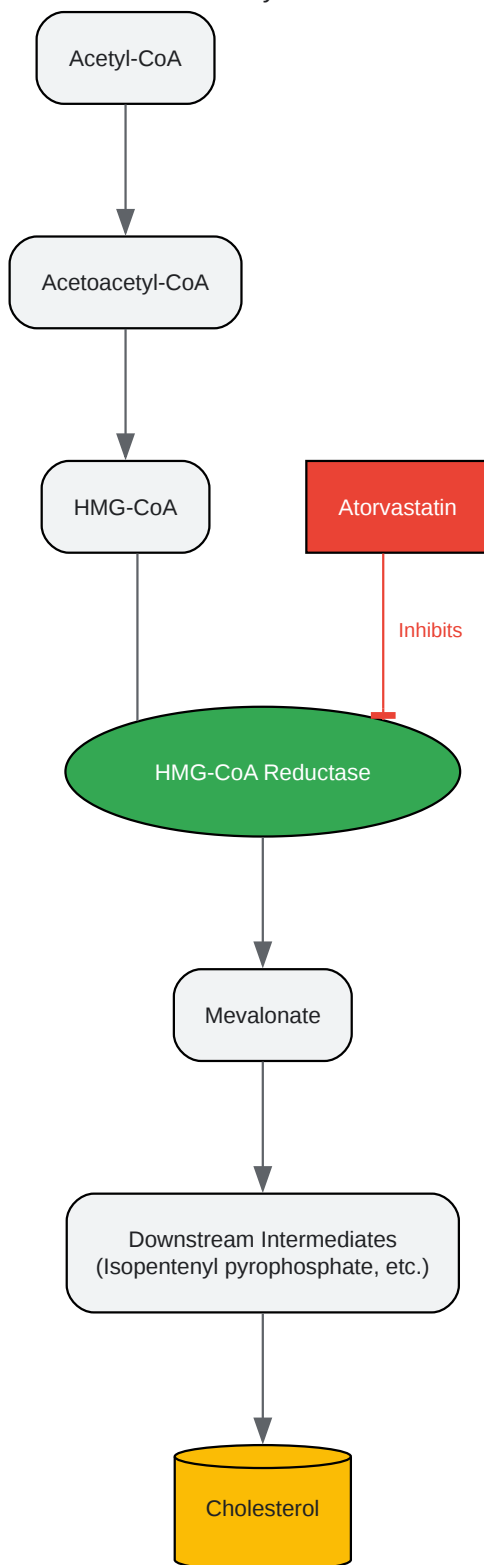 Acetyl-CoA
Acetoacetyl-CoA
HMG-CoA
Atorvastatin
Inhibits
HMG-CoA Reductase
Mevalonate
Downstream Intermediates
(Isopentenyl pyrophosphate, etc.)
Cholesterol